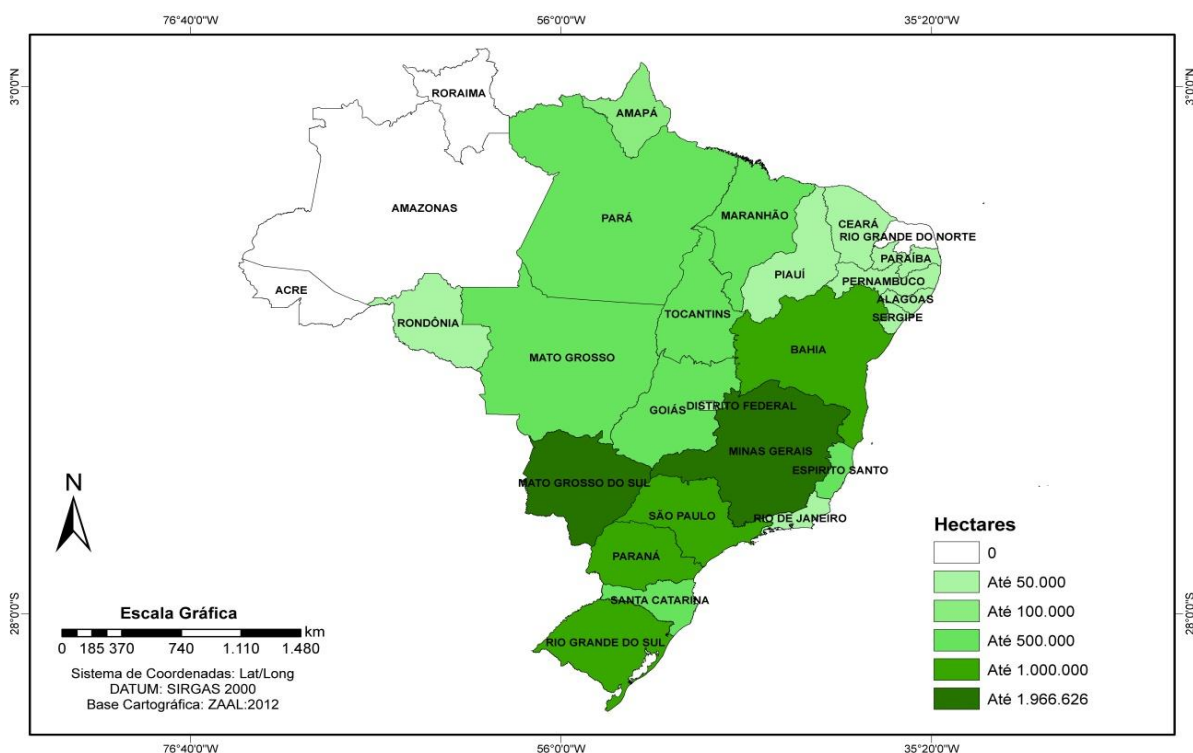 76°40'0"W
56°0'0"W
35°20'0"W
3°0'0"N
3°0'0"N
RORAIMA
AMAPÁ
AMAZONAS
PARÁ
MARANHÃO
CEARÁ
RIO GRANDE DO NORTE
PARAÍBA
PIAUÍ
PERNAMBUCO
ALAGOAS
SERGIPE
ACRE
RONDÔNIA
TOCANTINS
MATO GROSSO
BAHIA
GOIÁS
DISTRITO FEDERAL
MINAS GERAIS
ESPIRITO SANTO
MATO GROSSO DO SUL
SÃO PAULO
RIO DE JANEIRO
PARANÁ
SANTA CATARINA
RIO GRANDE DO SUL
N
Escala Gráfica
km
0 185 370 740 1.110 1.480
Sistema de Coordenadas: Lat/Long
DATUM: SIRGAS 2000
Base Cartográfica: ZAAL:2012
Hectares
0
Até 50.000
Até 100.000
Até 500.000
Até 1.000.000
Até 1.966.626
28°0'0"S
28°0'0"S
76°40'0"W
56°0'0"W
35°20'0"W